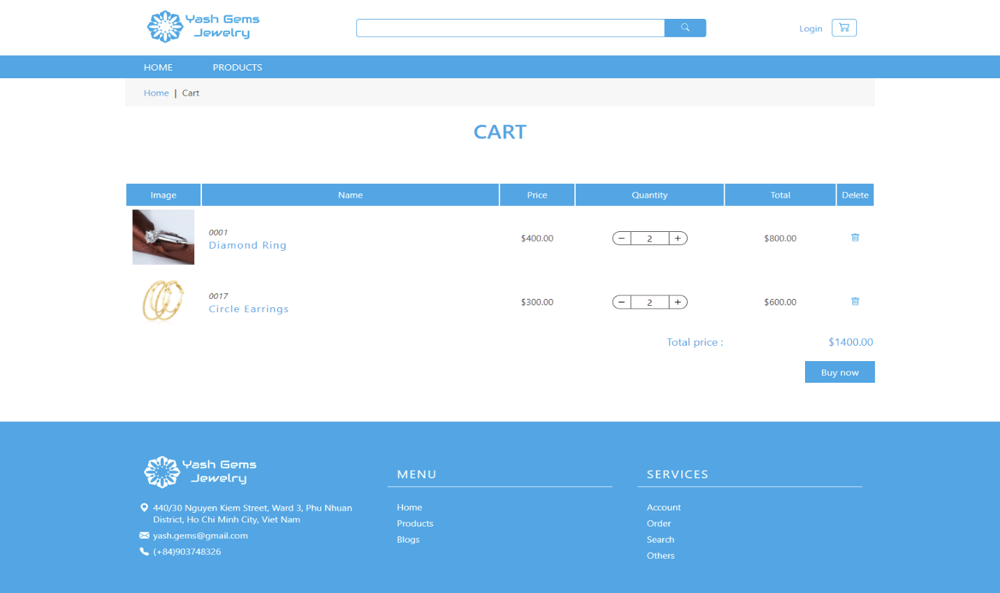 Yash Gems
Jewelry
Login
HOME PRODUCTS
Home | Cart
CART
Image Name Price Quantity Total Delete
0001
Diamond Ring
$400.00 − 2 + $800.00
0017
Circle Earrings
$300.00 − 2 + $600.00
Total price : $1400.00
Buy now
Yash Gems
Jewelry
440/30 Nguyen Kiem Street, Ward 3, Phu Nhuan
District, Ho Chi Minh City, Viet Nam
yash.gems@gmail.com
(+84)903748326
MENU
Home
Products
Blogs
SERVICES
Account
Order
Search
Others